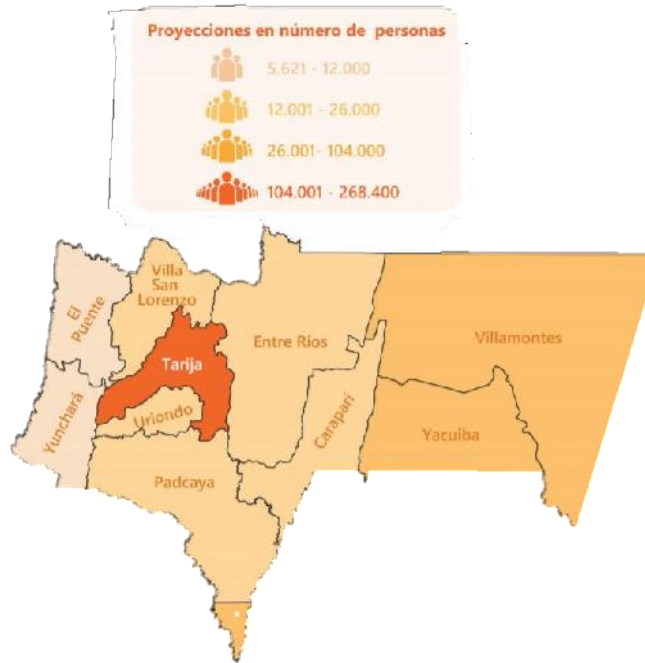 Proyecciones en número de personas
5.621 - 12.000
12.001 - 26.000
26.001- 104.000
104.001 - 268.400
Villa
San
Lorenzo
El
Puente
Entre Rios
Villamontes
Tarija
Uriondo
Carapari
Yacuiba
Yunchará
Padcaya